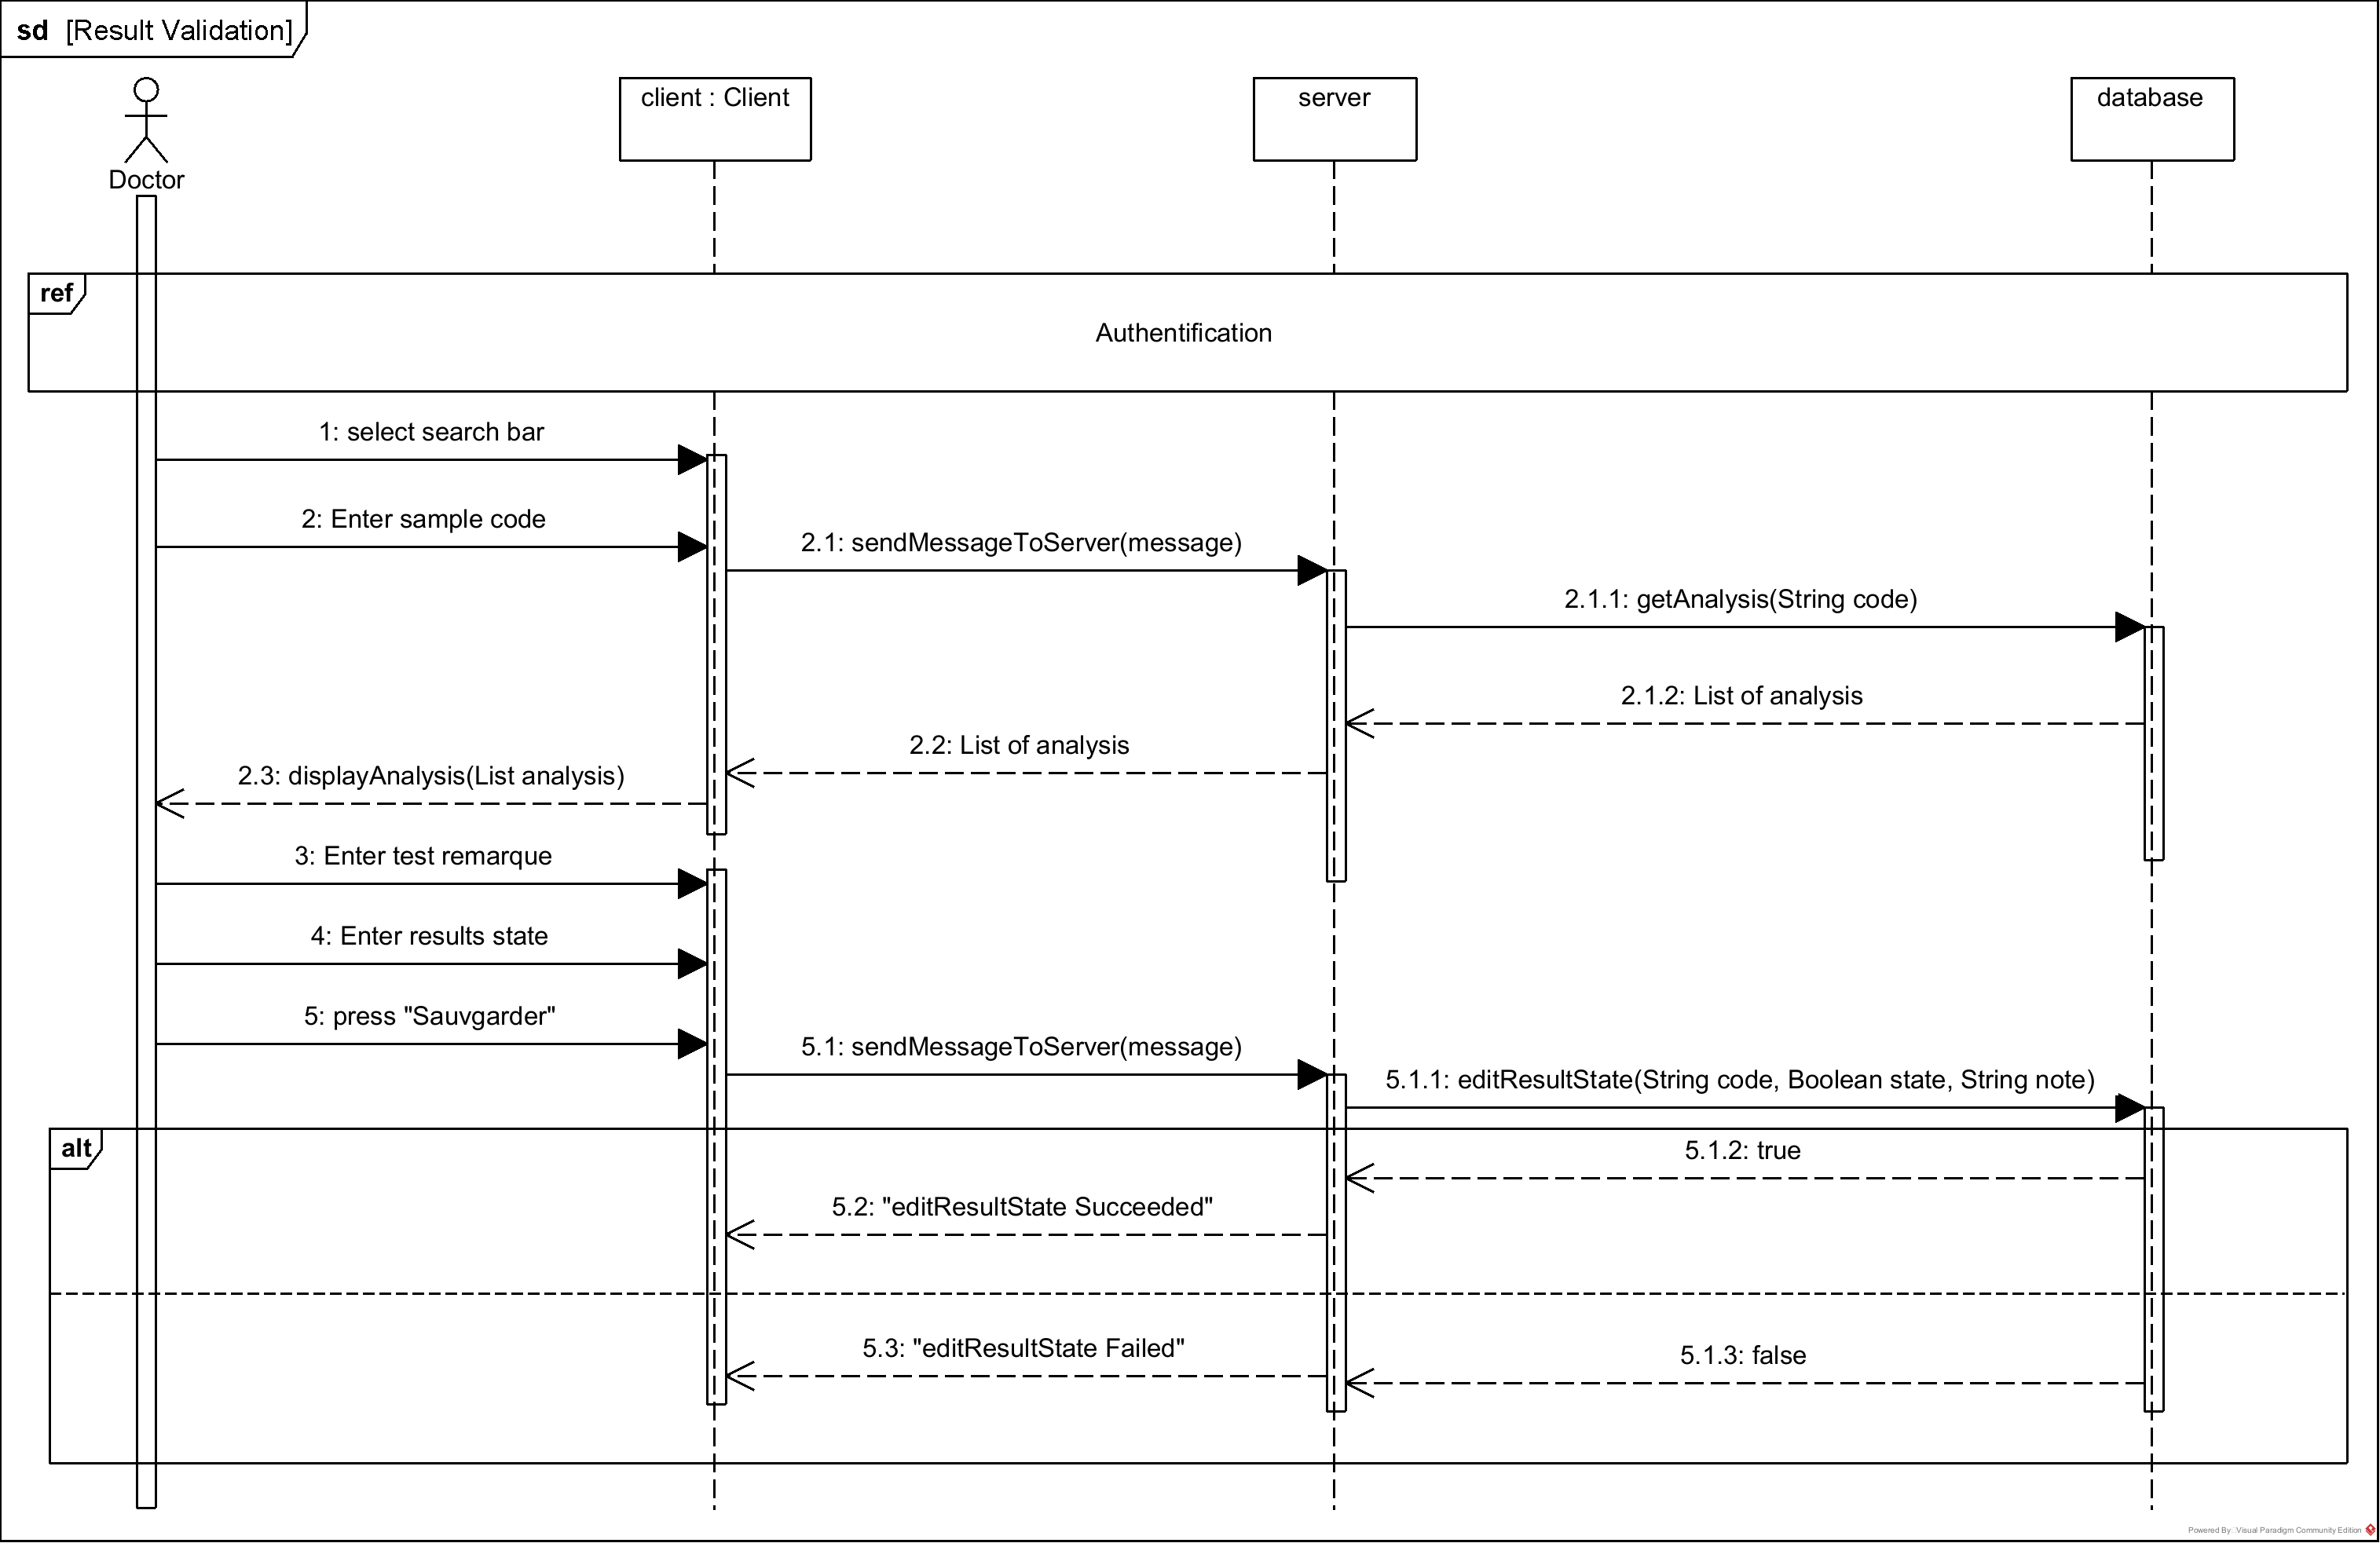 sd [Result Validation]
client : Client
server
database
Doctor
ref
Authentification
1: select search bar
2: Enter sample code
2.1: sendMessageToServer(message)
2.1.1: getAnalysis(String code)
2.1.2: List of analysis
2.2: List of analysis
2.3: displayAnalysis(List analysis)
3: Enter test remarque
4: Enter results state
5: press "Sauvgarder"
5.1: sendMessageToServer(message)
5.1.1: editResultState(String code, Boolean state, String note)
alt
5.1.2: true
5.2: "editResultState Succeeded"
5.3: "editResultState Failed"
5.1.3: false
Powered By Visual Paradigm Community Edition